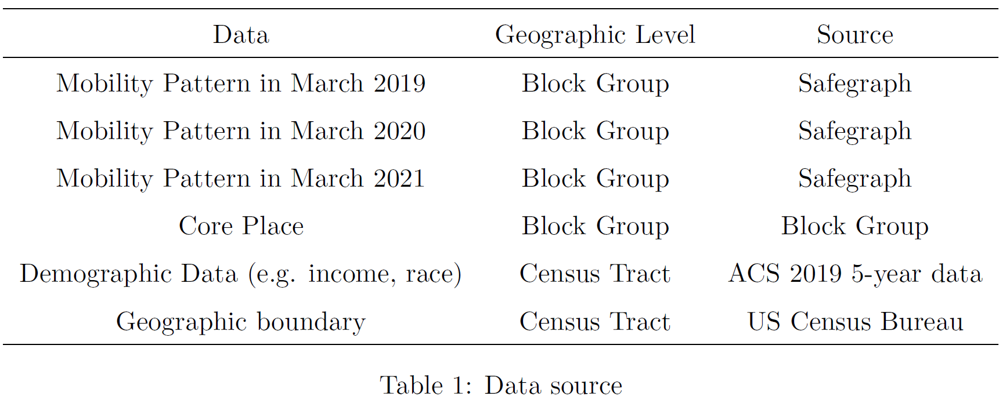 Data Geographic Level Source
Mobility Pattern in March 2019 Block Group Safegraph
Mobility Pattern in March 2020 Block Group Safegraph
Mobility Pattern in March 2021 Block Group Safegraph
Core Place Block Group Block Group
Demographic Data (e.g. income, race) Census Tract ACS 2019 5-year data
Geographic boundary Census Tract US Census Bureau
Table 1: Data source